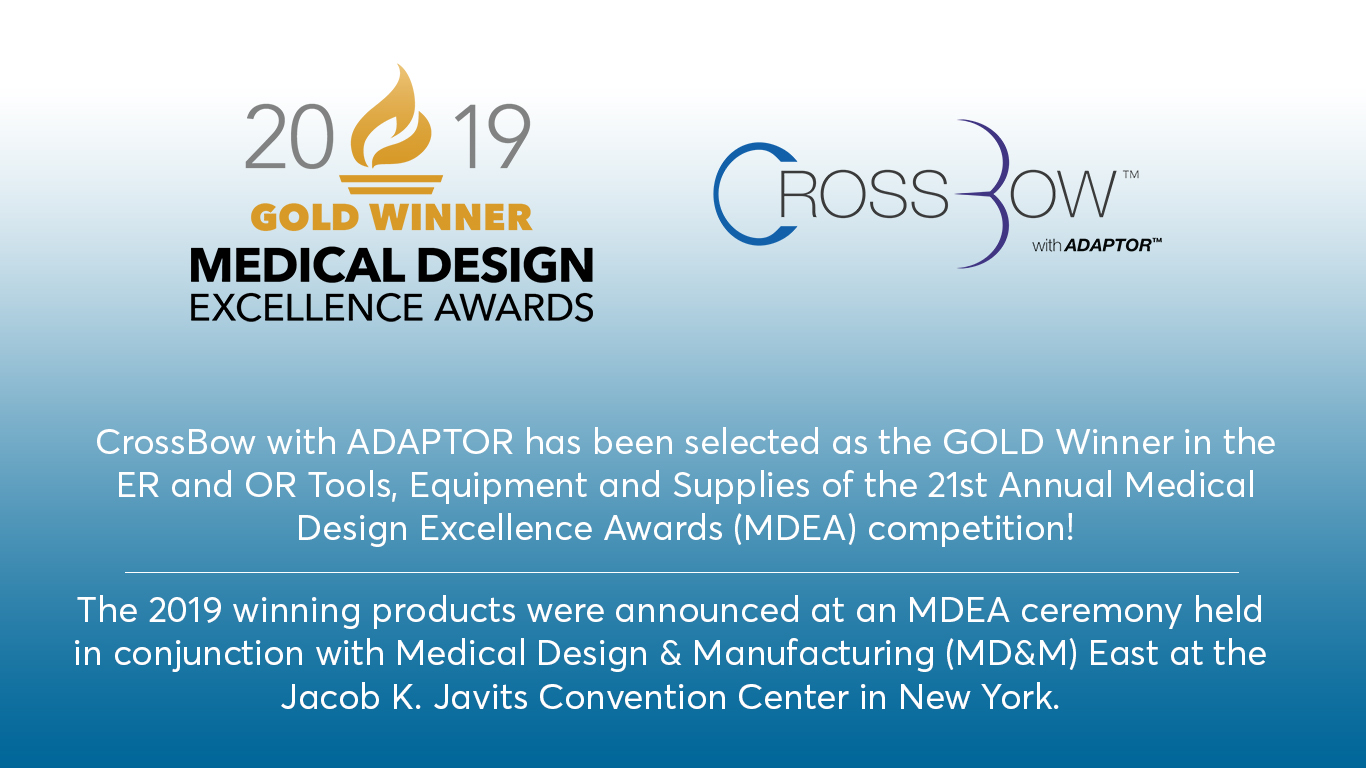 2019
GOLD WINNER
MEDICAL DESIGN
EXCELLENCE AWARDS
CROSSBOW™
with ADAPTOR™
CrossBow with ADAPTOR has been selected as the GOLD Winner in the
ER and OR Tools, Equipment and Supplies of the 21st Annual Medical
Design Excellence Awards (MDEA) competition!
The 2019 winning products were announced at an MDEA ceremony held
in conjunction with Medical Design & Manufacturing (MD&M) East at the
Jacob K. Javits Convention Center in New York.